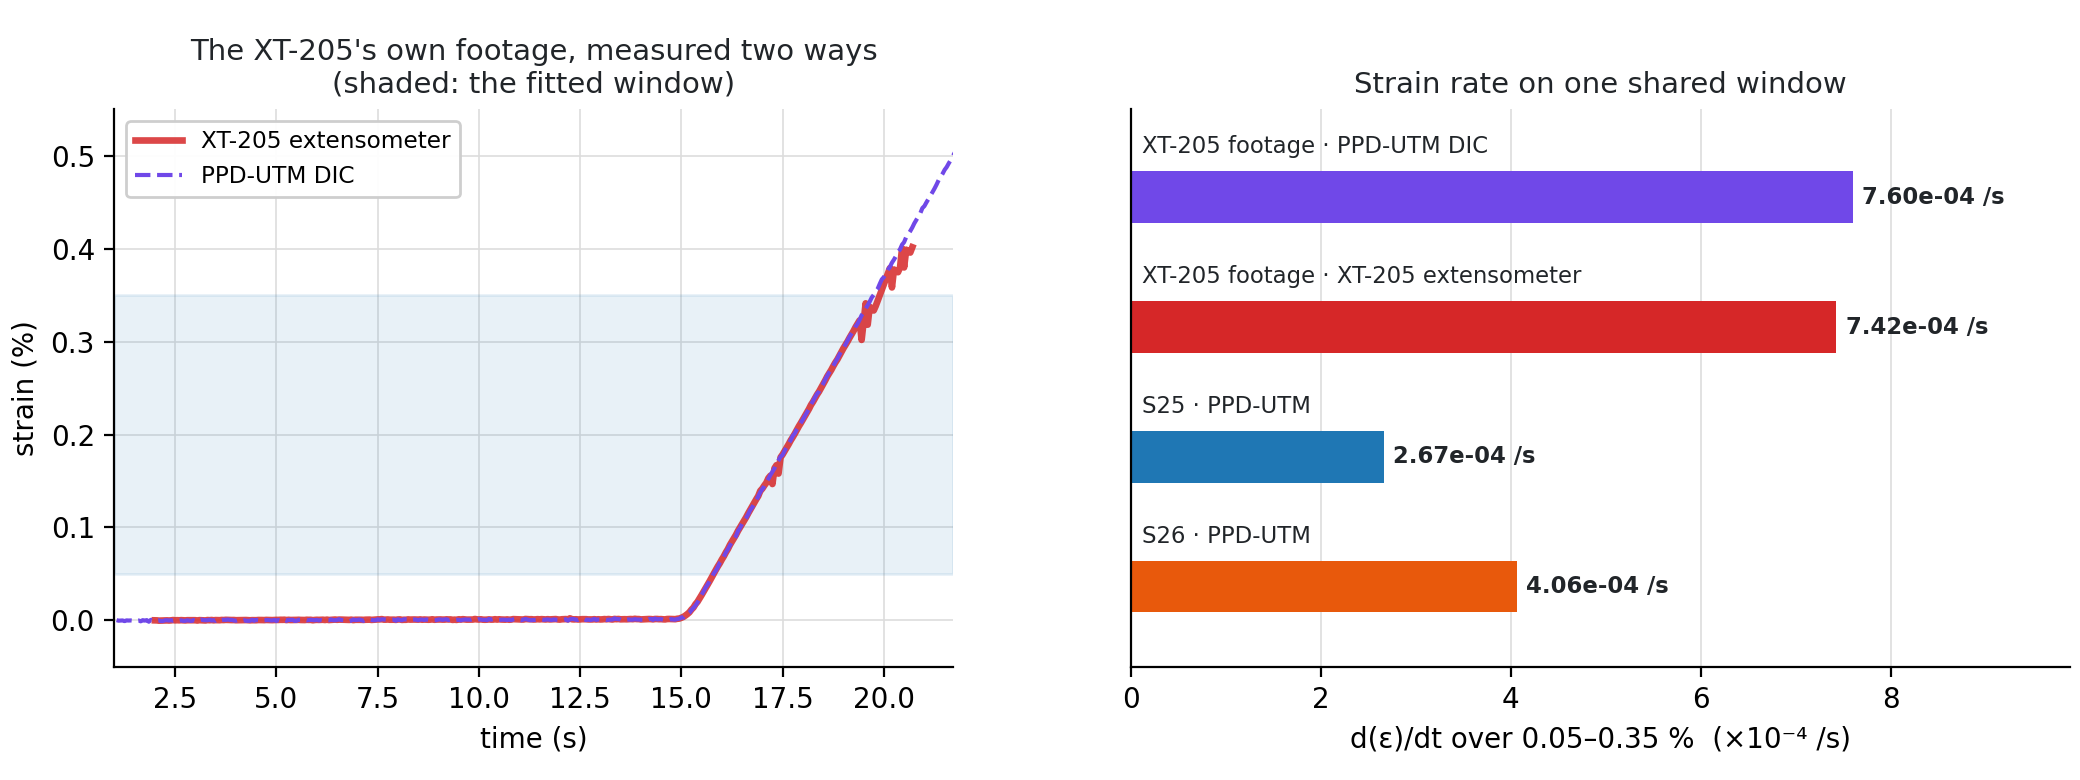 The XT-205's own footage, measured two ways
(shaded: the fitted window)
XT-205 extensometer
PPD-UTM DIC
strain (%)
0.5
0.4
0.3
0.2
0.1
0.0
2.5 5.0 7.5 10.0 12.5 15.0 17.5 20.0
time (s)
Strain rate on one shared window
XT-205 footage · PPD-UTM DIC
7.60e-04 /s
XT-205 footage · XT-205 extensometer
7.42e-04 /s
S25 · PPD-UTM
2.67e-04 /s
S26 · PPD-UTM
4.06e-04 /s
0 2 4 6 8
d(ε)/dt over 0.05–0.35 % (×10⁻⁴ /s)